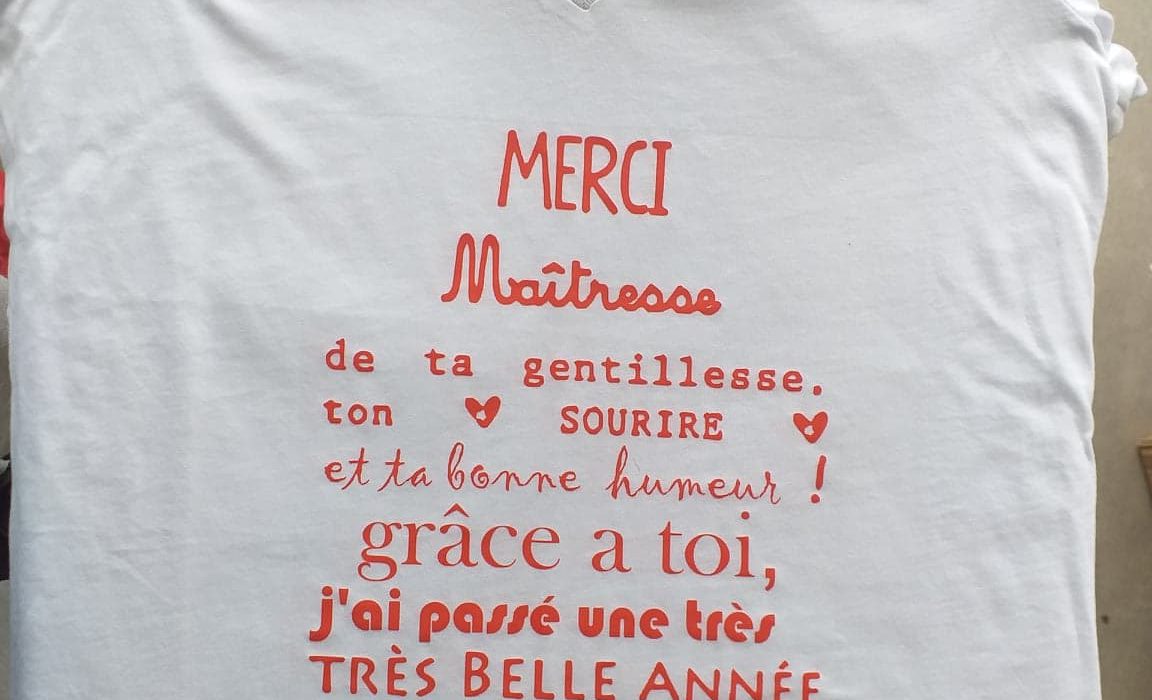 MERCI
Maîtresse
de ta gentillesse.
ton SOURIRE
et ta bonne humeur !
grâce a toi,
j'ai passé une très
TRÈS BELLE ANNÉE